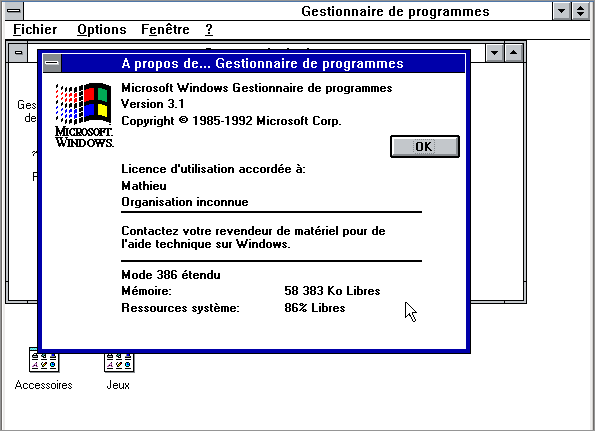 Gestionnaire de programmes
Fichier Options Fenêtre ?
A propos de... Gestionnaire de programmes
Microsoft Windows Gestionnaire de programmes
Version 3.1
Copyright © 1985-1992 Microsoft Corp.
MICROSOFT.
WINDOWS.
OK
Licence d'utilisation accordée à:
Mathieu
Organisation inconnue
Contactez votre revendeur de matériel pour de
l'aide technique sur Windows.
Mode 386 étendu
Mémoire: 58 383 Ko Libres
Ressources système: 86% Libres
Accessoires Jeux